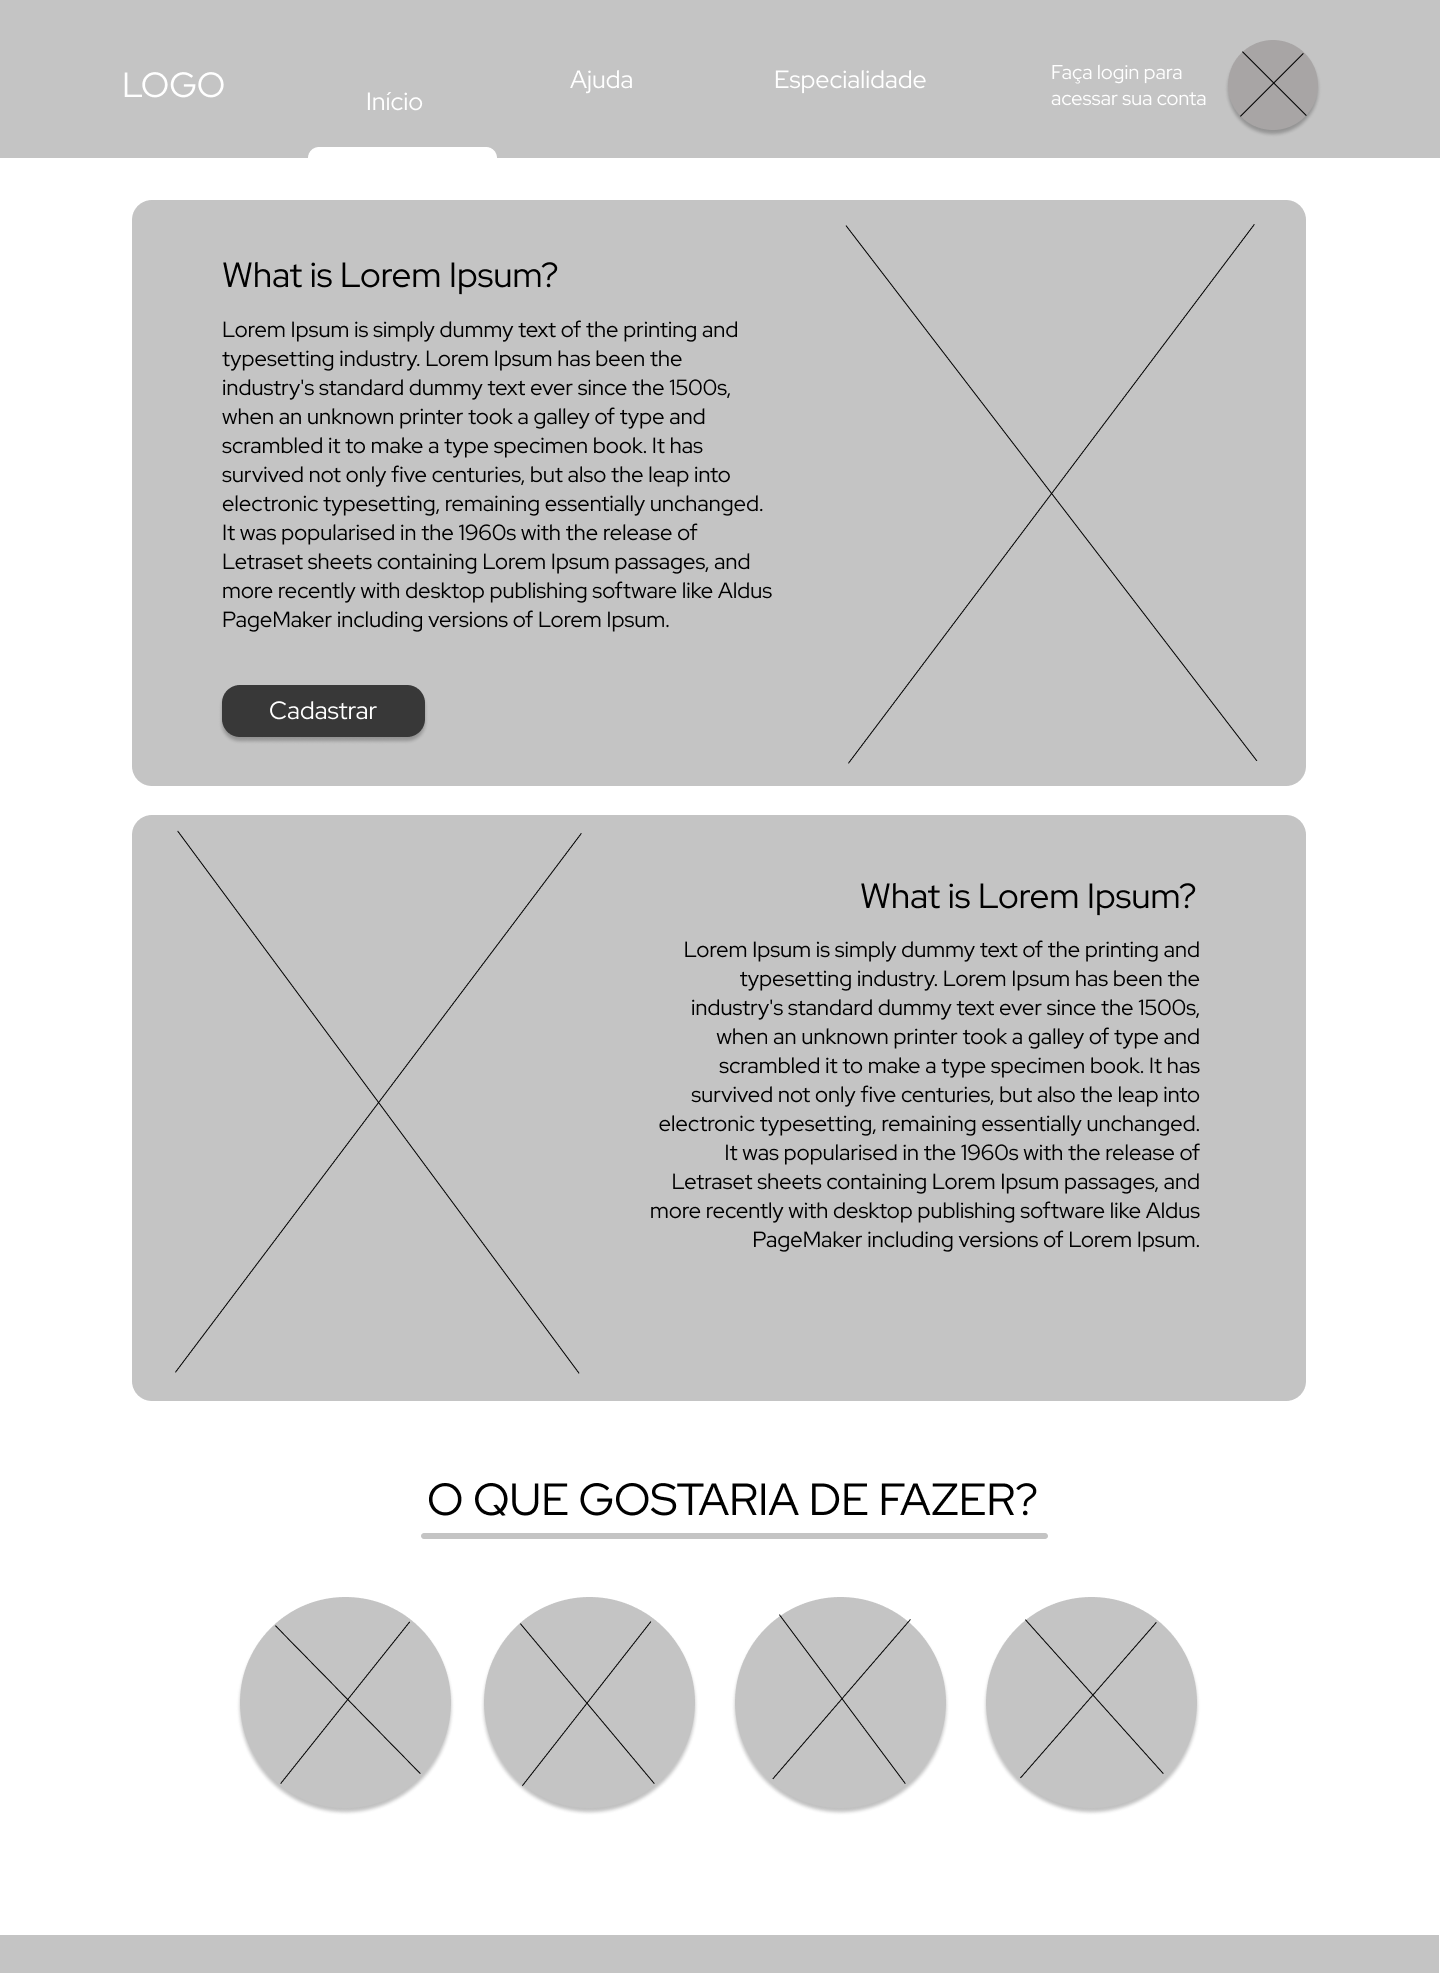 LOGO
Início
Ajuda
Especialidade
Faça login para
acessar sua conta
What is Lorem Ipsum?
Lorem Ipsum is simply dummy text of the printing and
typesetting industry. Lorem Ipsum has been the
industry's standard dummy text ever since the 1500s,
when an unknown printer took a galley of type and
scrambled it to make a type specimen book. It has
survived not only five centuries, but also the leap into
electronic typesetting, remaining essentially unchanged.
It was popularised in the 1960s with the release of
Letraset sheets containing Lorem Ipsum passages, and
more recently with desktop publishing software like Aldus
PageMaker including versions of Lorem Ipsum.
Cadastrar
What is Lorem Ipsum?
Lorem Ipsum is simply dummy text of the printing and
typesetting industry. Lorem Ipsum has been the
industry's standard dummy text ever since the 1500s,
when an unknown printer took a galley of type and
scrambled it to make a type specimen book. It has
survived not only five centuries, but also the leap into
electronic typesetting, remaining essentially unchanged.
It was popularised in the 1960s with the release of
Letraset sheets containing Lorem Ipsum passages, and
more recently with desktop publishing software like Aldus
PageMaker including versions of Lorem Ipsum.
O QUE GOSTARIA DE FAZER?